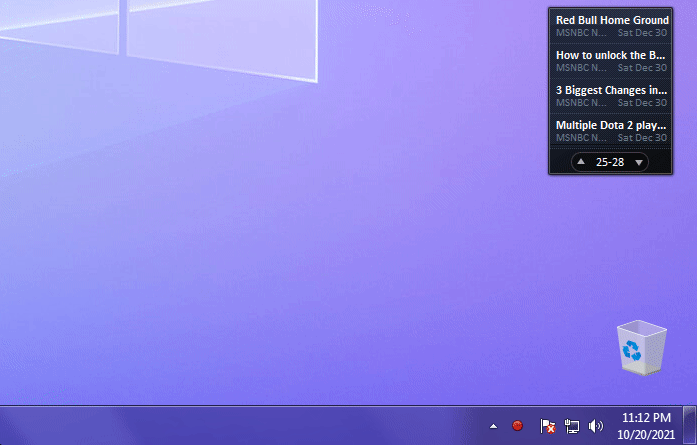 Red Bull Home Ground
MSNBC N... Sat Dec 30
How to unlock the B...
MSNBC N... Sat Dec 30
3 Biggest Changes in...
MSNBC N... Sat Dec 30
Multiple Dota 2 play...
MSNBC N... Sat Dec 30
25-28
11:12 PM
10/20/2021